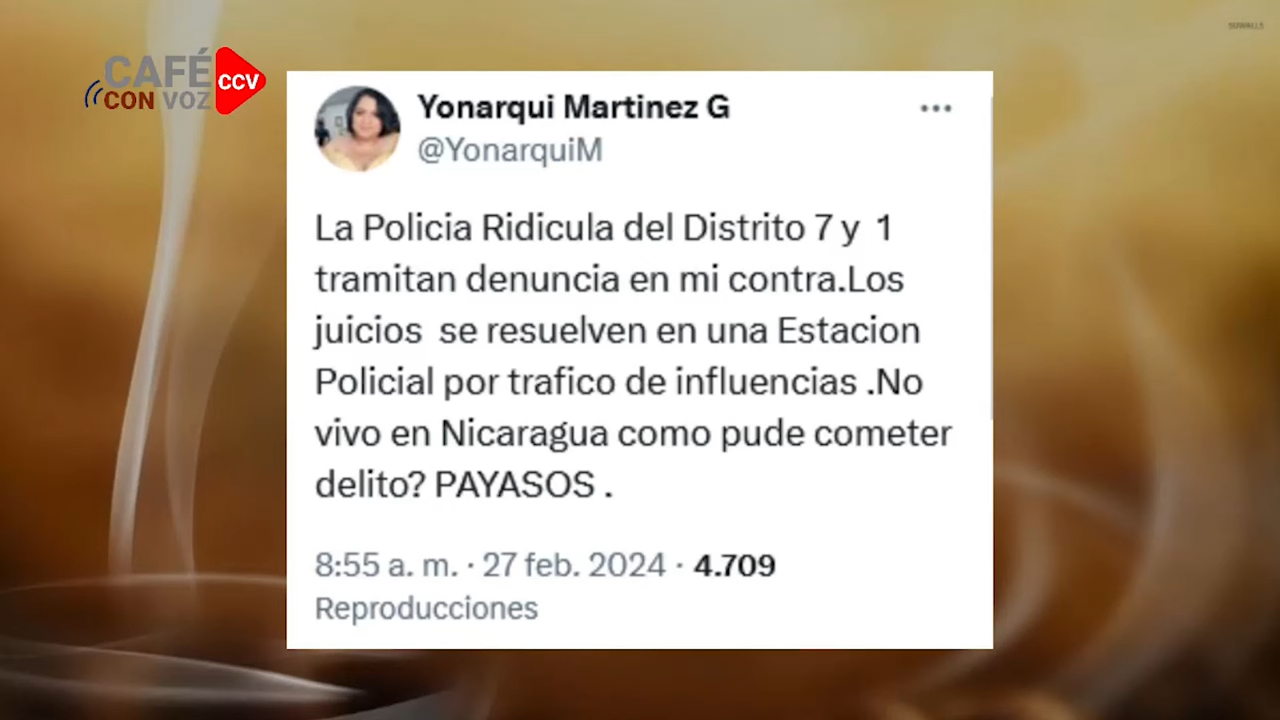 CAFÉ
CON VOZ
CCV
Yonarqui Martinez G
@YonarquiM
La Policia Ridicula del Distrito 7 y  1
tramitan denuncia en mi contra.Los
juicios  se resuelven en una Estacion
Policial por trafico de influencias .No
vivo en Nicaragua como pude cometer
delito? PAYASOS .
8:55 a. m. · 27 feb. 2024 · 4.709
Reproducciones